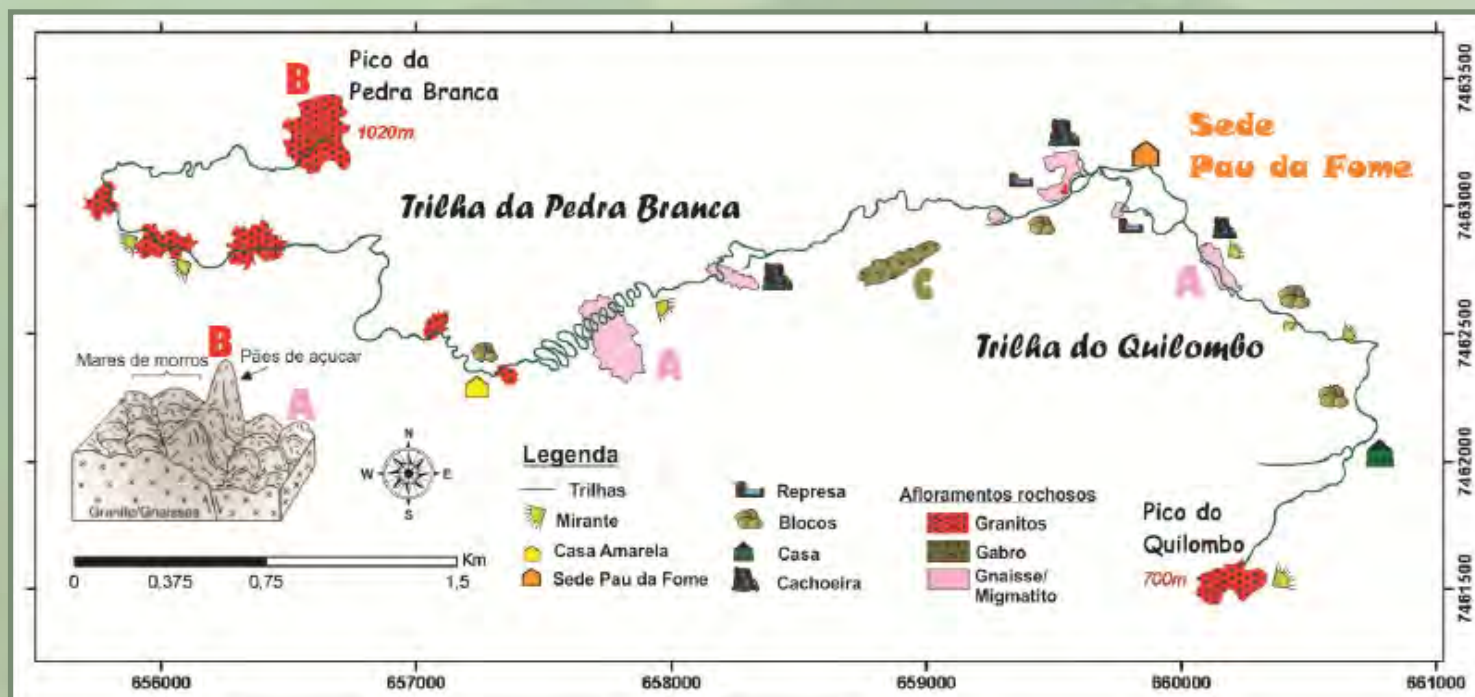 B
Pico da
Pedra Branca
1020m
Sede
Pau da Fome
Trilha da Pedra Branca
C
A
A
Trilha do Quilombo
B
Mares de morros
Pães de açucar
A
Granito/Gnaisses
N
W
E
S
Km
0
0,375
0,75
1,5
Legenda
Trilhas
Mirante
Casa Amarela
Sede Pau da Fome
Represa
Blocos
Casa
Cachoeira
Afloramentos rochosos
Granitos
Gabro
Gnaisse/
Migmatito
Pico do
Quilombo
700m
7463500
7463000
7462500
7462000
7461500
656000
657000
658000
659000
660000
661000